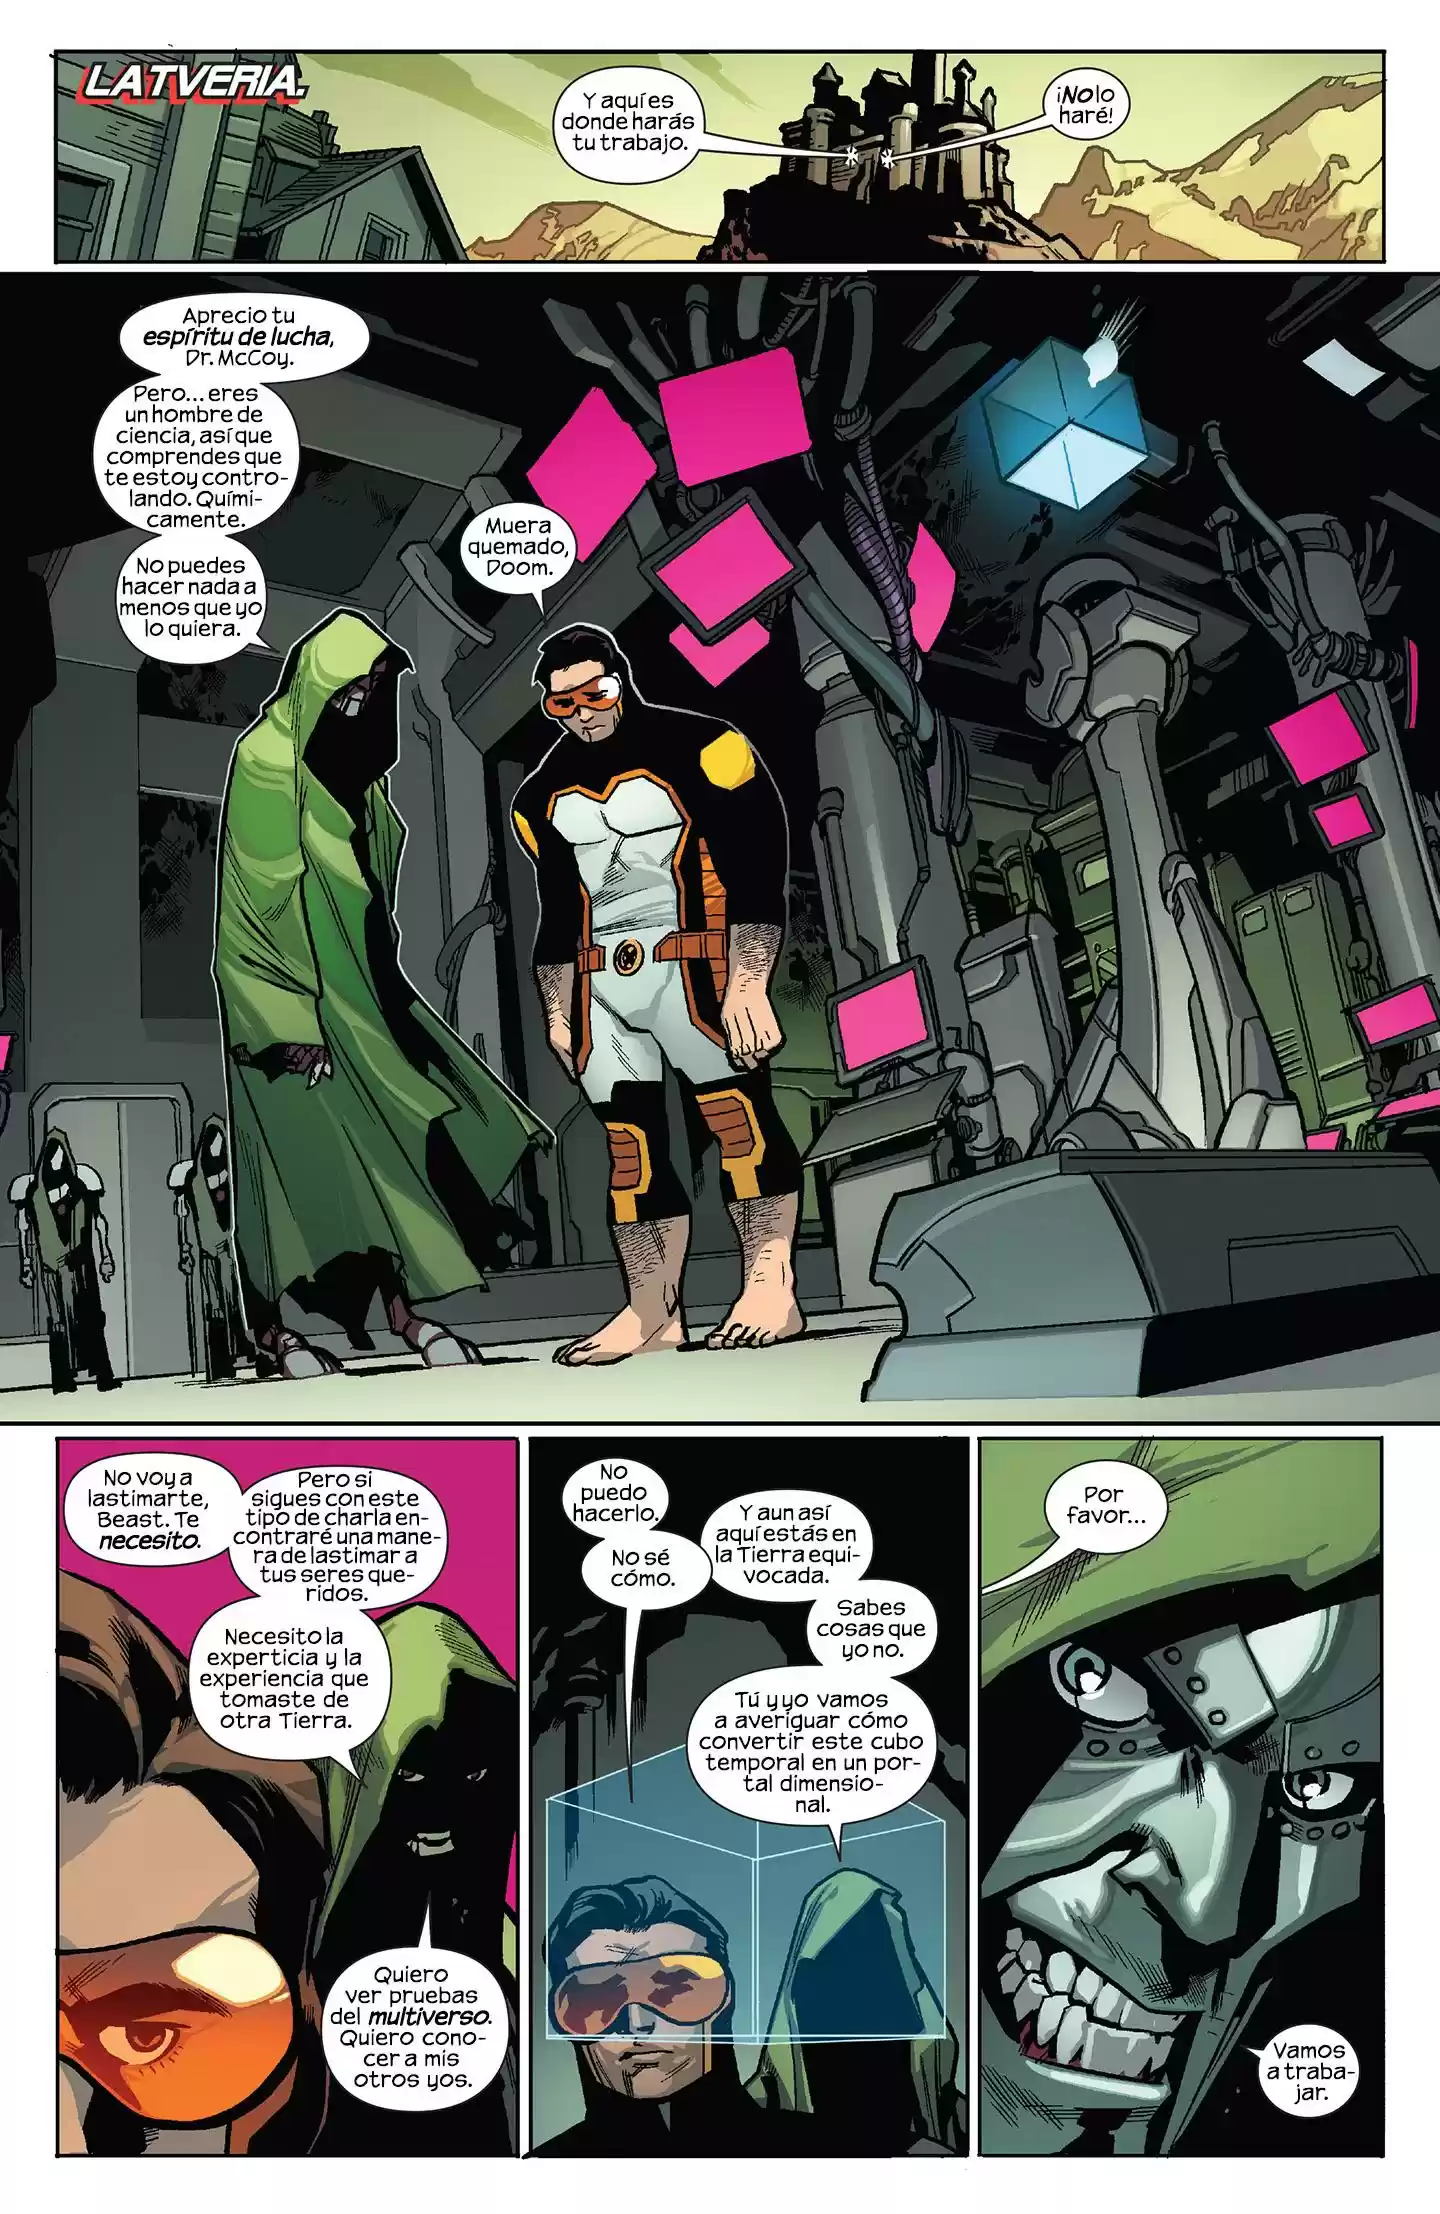 LATVERIA.
Y aquí es
donde harás
tu trabajo.
¡NO lo
haré!
Aprecio tu
espíritu de lucha,
Dr. McCoy.
Pero... eres
un hombre de
ciencia, así que
comprendes que
te estoy contro-
lando. Quími-
camente.
No puedes
hacer nada a
menos que yo
lo quiera.
Muera
quemado,
Doom.
No voy a
lastimarte,
Beast. Te
necesito.
Pero si
sigues con este
tipo de charla en-
contraré una mane-
ra de lastimar a
tus seres que-
ridos.
Necesito la
experticia y la
experiencia que
tomaste de
otra Tierra.
Quiero
ver pruebas
del multiverso.
Quiero cono-
cer a mis
otros yos.
No
puedo
hacerlo.
No sé
cómo.
Y aun así
aquí estás en
la Tierra equi-
vocada.
Sabes
cosas que
yo no.
Tú y yo vamos
a averiguar cómo
convertir este cubo
temporal en un por-
tal dimensio-
nal.
Por
favor...
Vamos
a traba-
jar.